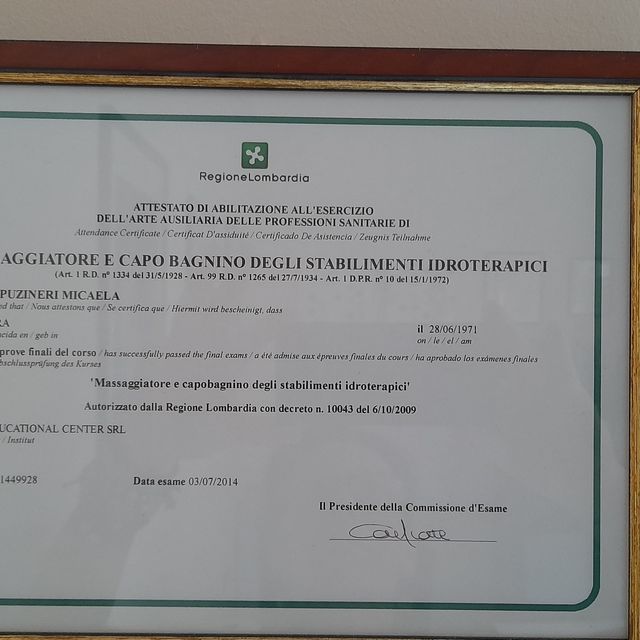 RegioneLombardia
ATTESTATO DI ABILITAZIONE ALL'ESERCIZIO
DELL'ARTE AUSILIARIA DELLE PROFESSIONI SANITARIE DI
Attendance Certificate / Certificat D'assiduité / Certificado De Asistencia / Zeugnis Teilnahme
AGGIATORE E CAPO BAGNINO DEGLI STABILIMENTI IDROTERAPICI
(Art. 1 R.D. n° 1334 del 31/5/1928 - Art. 99 R.D. n° 1265 del 27/7/1934 - Art. 1 D.P.R. n° 10 del 15/1/1972)
PUZINERI MICAELA
ed that / Nous attestons que / Se certifica que / Hiermit wird bescheinigt, dass
RA
il 28/06/1971
ncida en / geb in
on / le / el / am
prove finali del corso / has successfully passed the final exams / a été admise aux épreuves finales du cours / ha aprobado los exámenes finales
bschlussprüfung des Kurses
'Massaggiatore e capobagnino degli stabilimenti idroterapici'
Autorizzato dalla Regione Lombardia con decreto n. 10043 del 6/10/2009
UCATIONAL CENTER SRL
/ Institut
1449928
Data esame 03/07/2014
Il Presidente della Commissione d'Esame